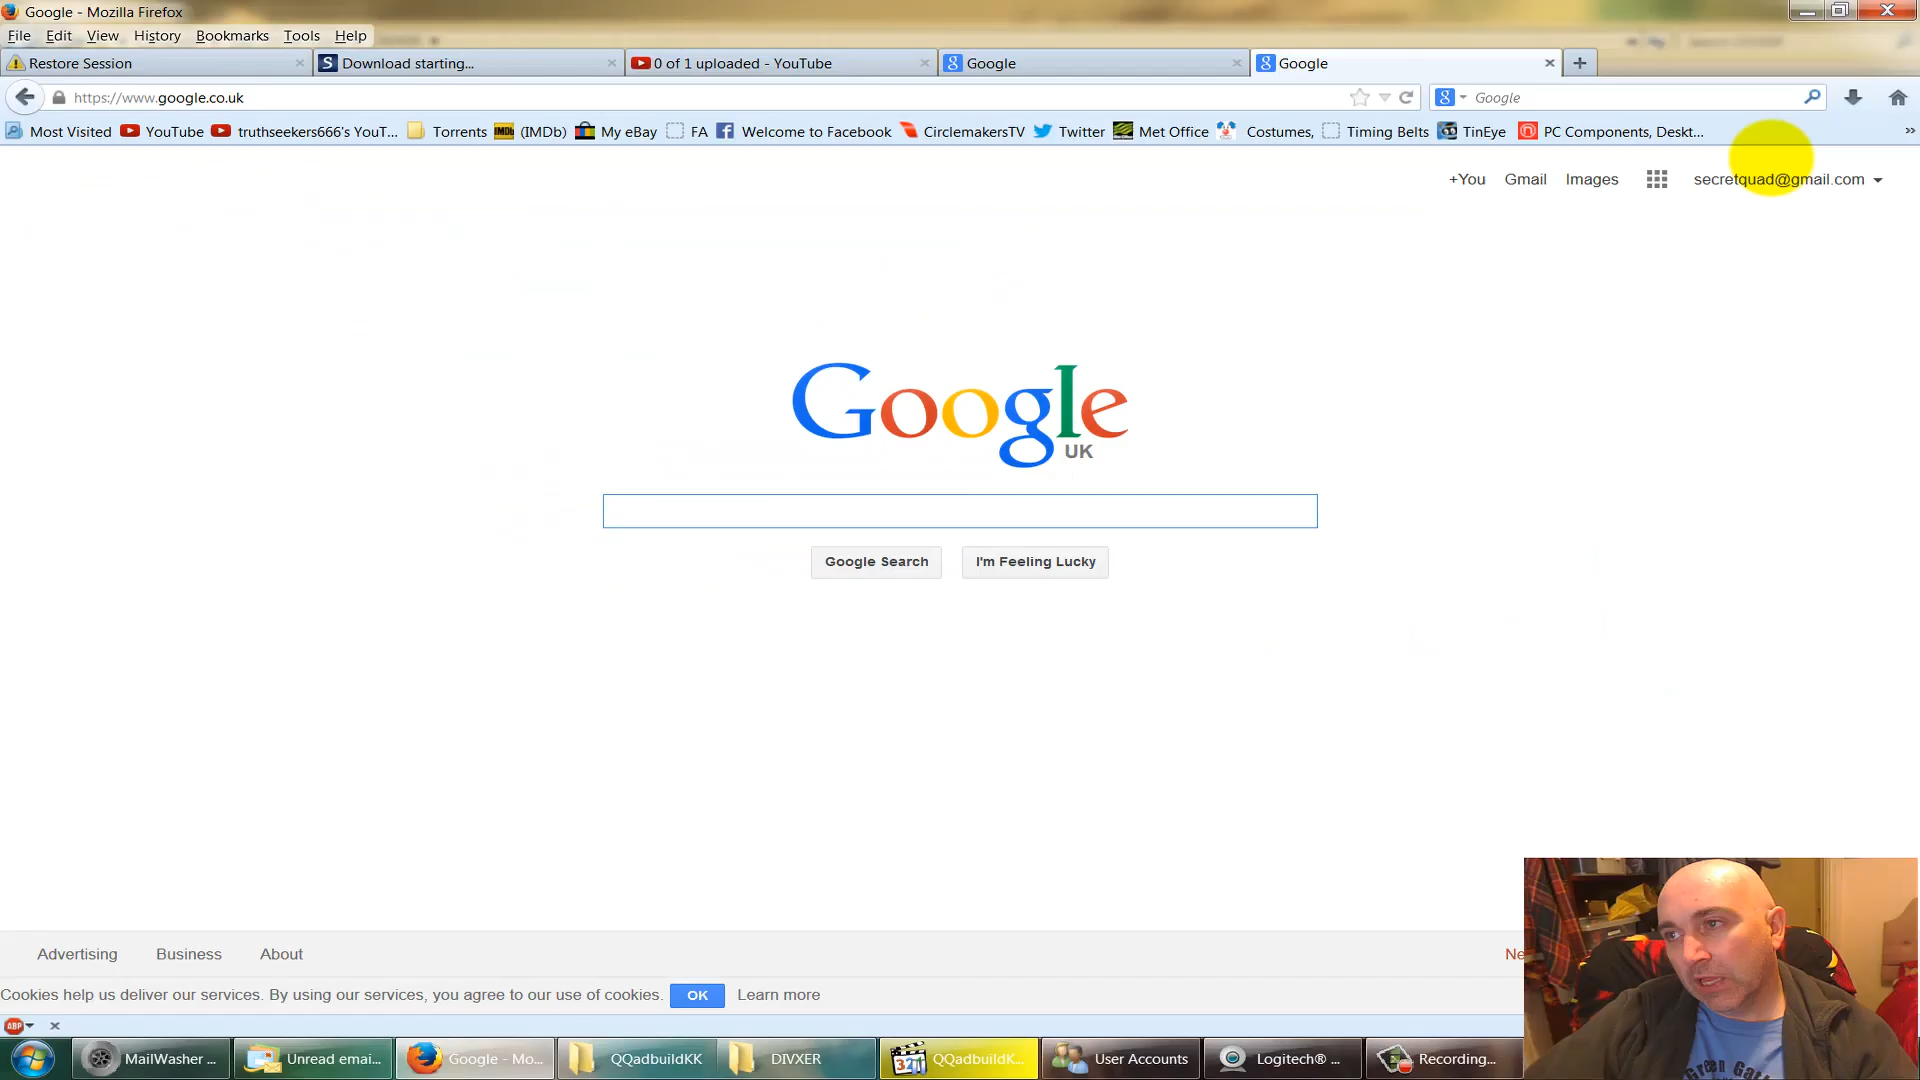 Google - Mozilla Firefox
File Edit View History Bookmarks Tools Help
Restore Session Download starting... 0 of 1 uploaded - YouTube Google Google
https://www.google.co.uk Google
Most Visited YouTube truthseekers666's YouT... Torrents IMDb (IMDb) My eBay FA Welcome to Facebook CirclemakersTV Twitter Met Office Costumes, Timing Belts TinEye PC Components, Deskt...
+You Gmail Images secretquad@gmail.com
Google
UK
Google Search I'm Feeling Lucky
Advertising Business About Ne
Cookies help us deliver our services. By using our services, you agree to our use of cookies. OK Learn more
ABP
MailWasher ... Unread emai... Google - Mo... QQadbuildKK DIVXER 321 QQadbuildK... User Accounts Logitech® ... Recording...